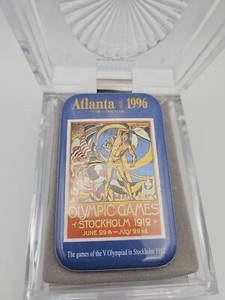 Atlanta 1996
OLYMPIC GAMES
STOCKHOLM 1912
JUNE 29th - JULY 22nd.
The games of the V Olympiad in Stockholm 1912